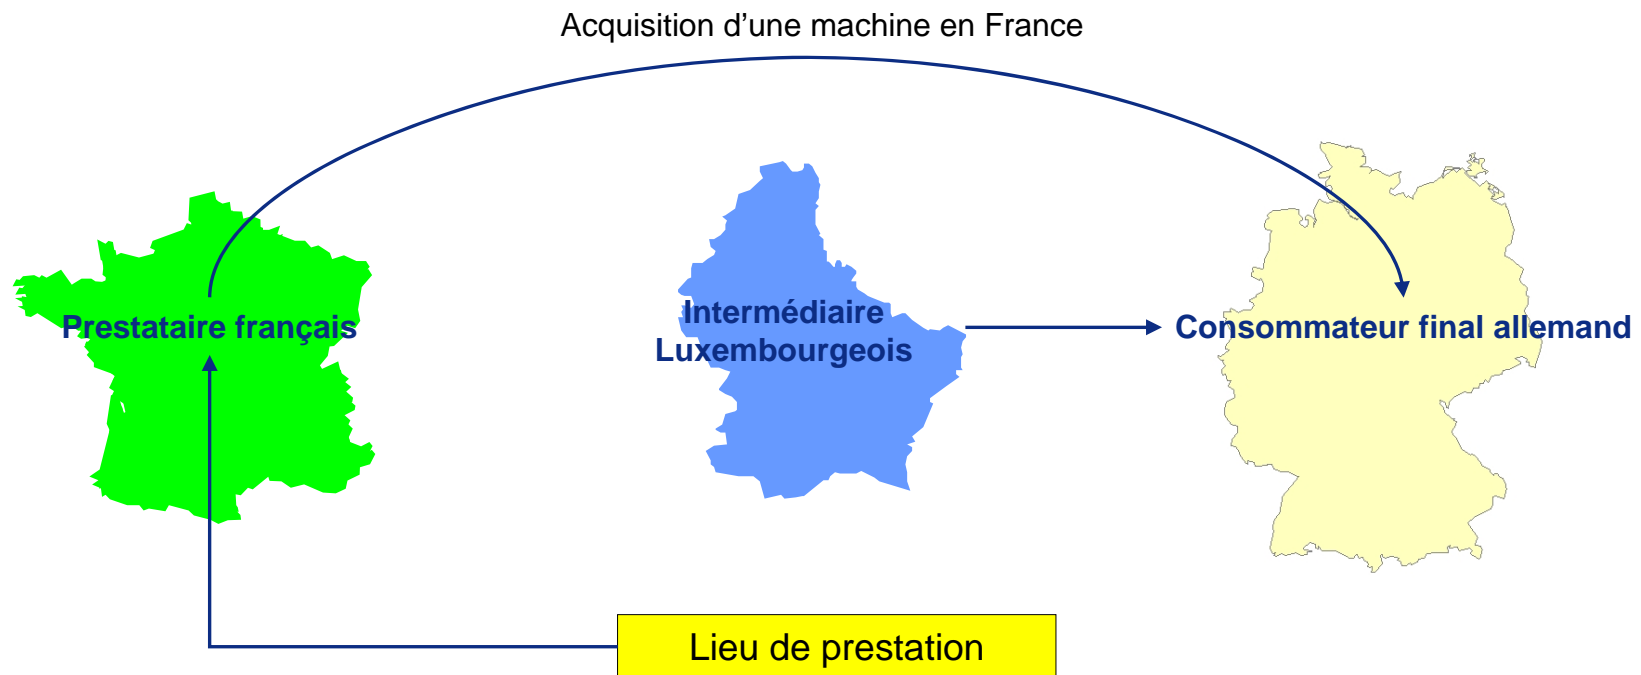 Acquisition d’une machine en France
Prestataire français
Intermédiaire
Luxembourgeois
Consommateur final allemand
Lieu de prestation